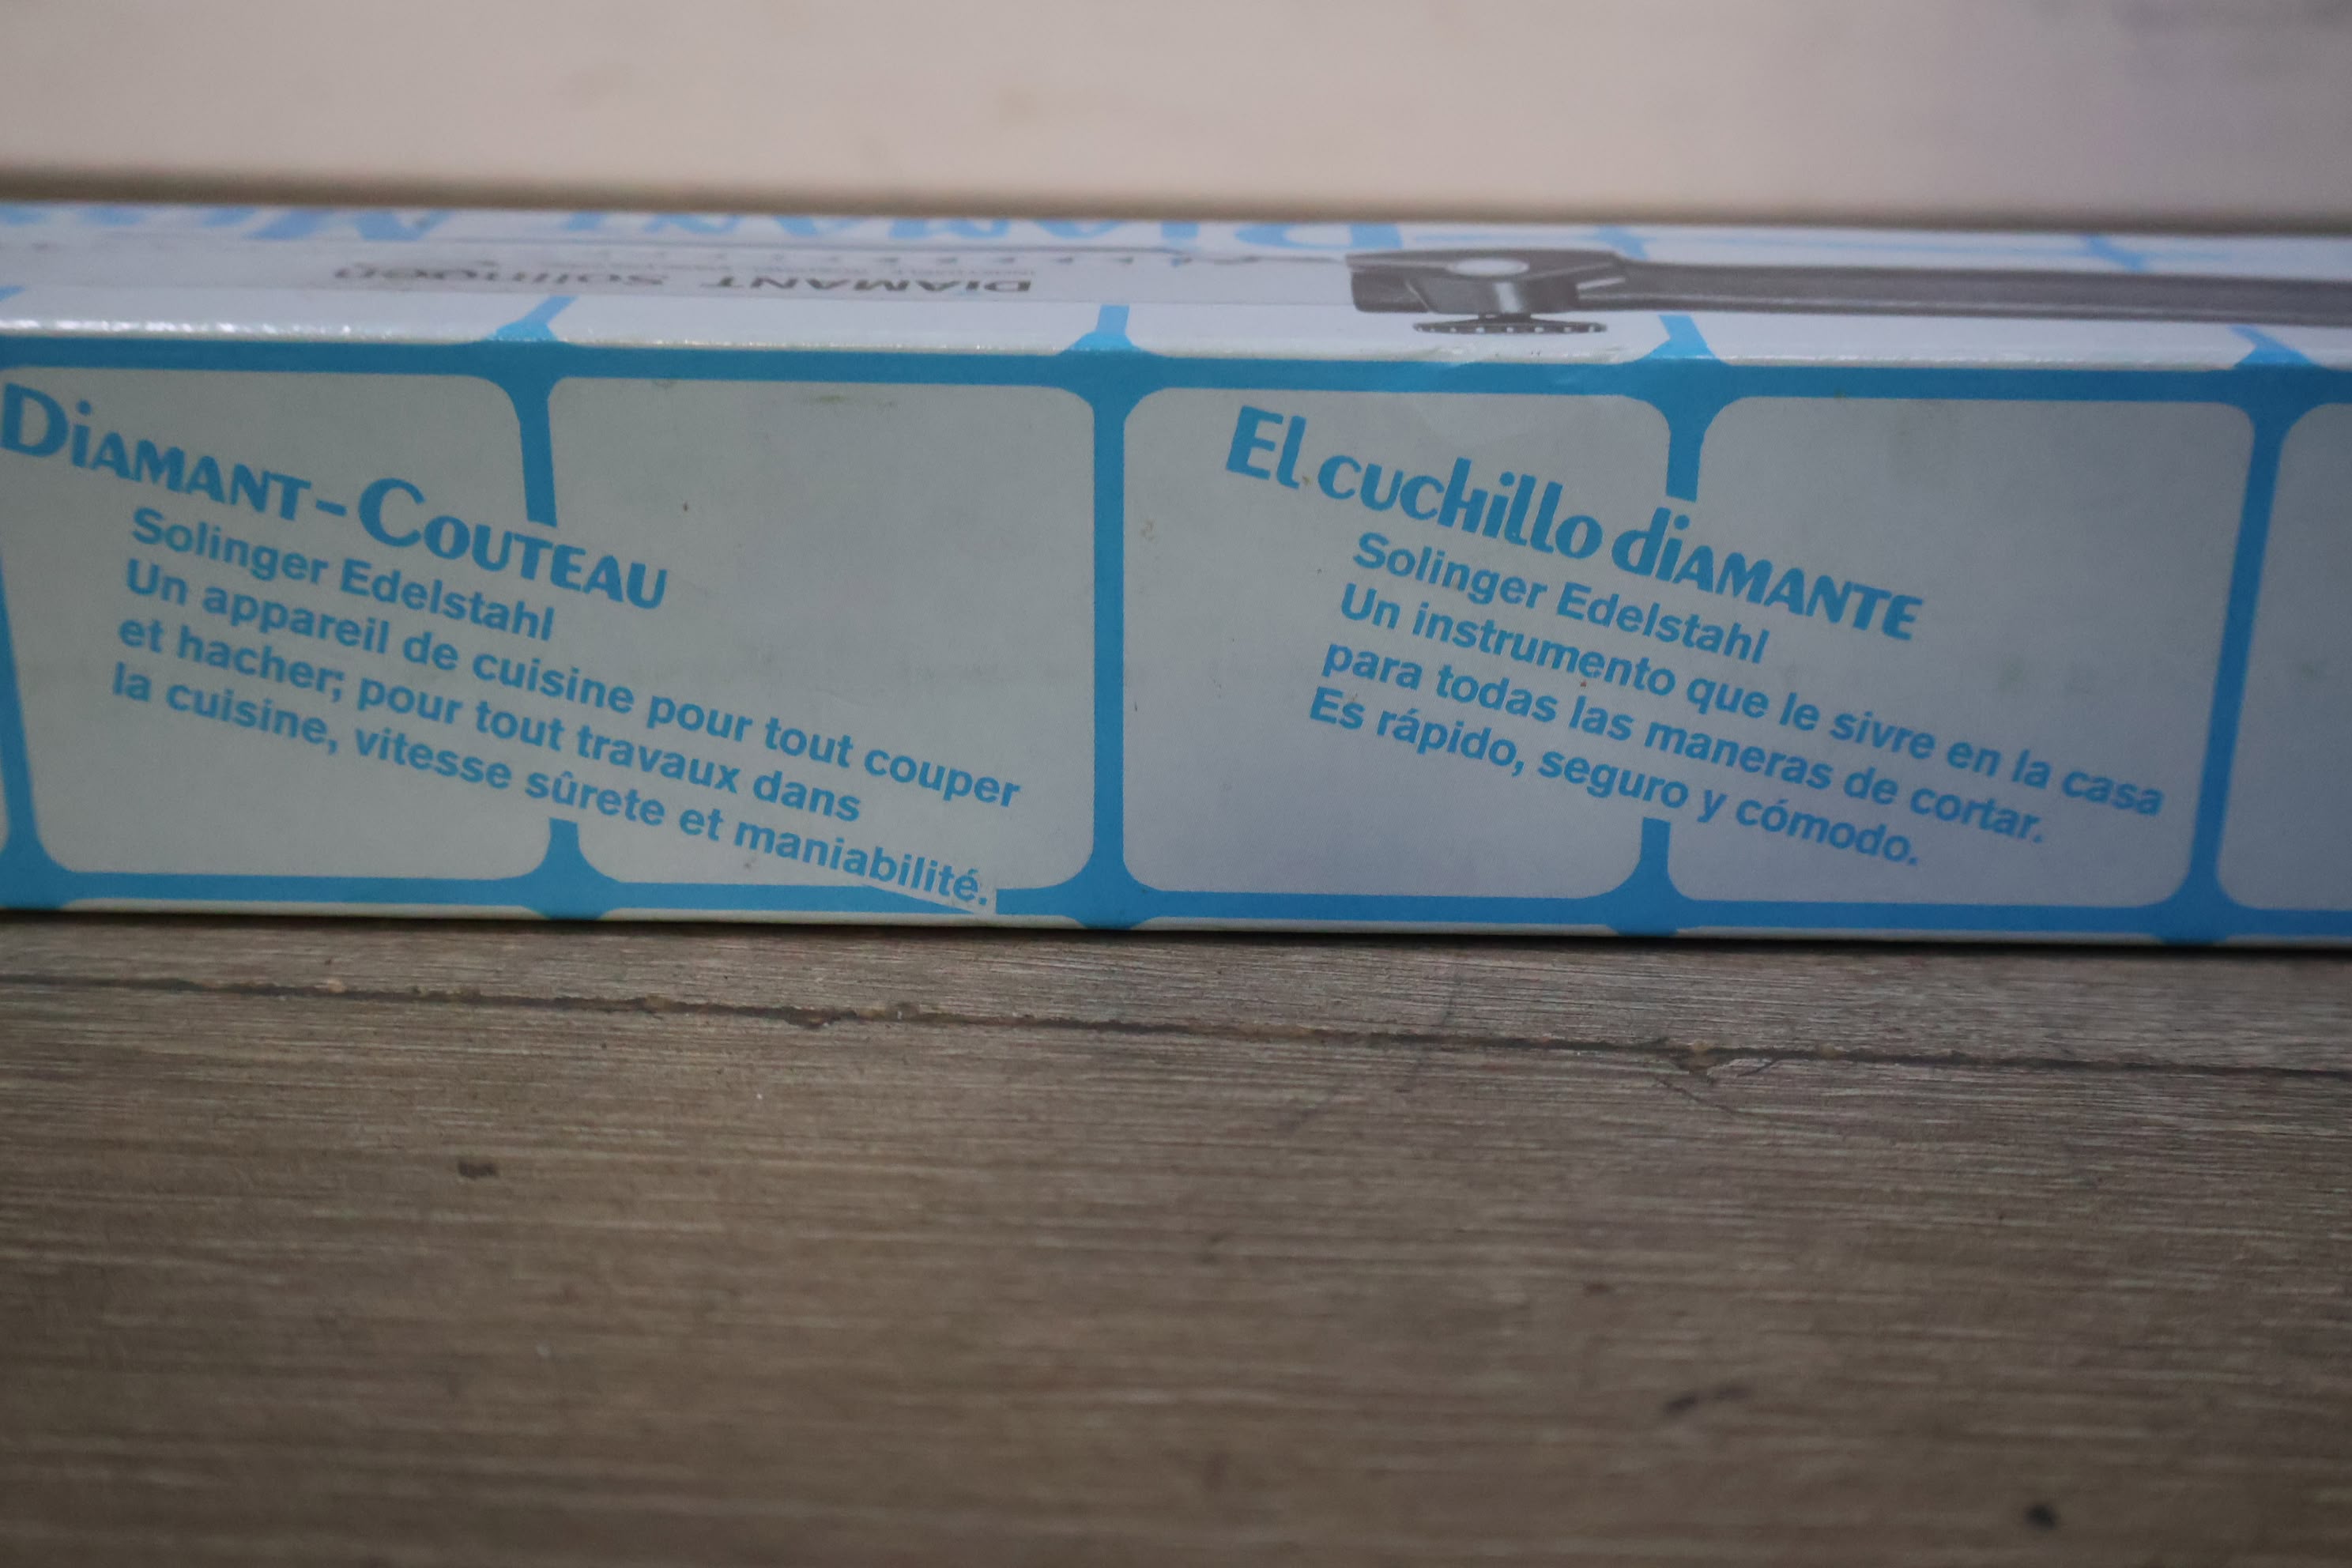 DIAMANT Solingen
DIAMANT-COUTEAU
Solinger Edelstahl
Un appareil de cuisine pour tout couper
et hacher; pour tout travaux dans
la cuisine, vitesse sûrete et maniabilité.
El cuchillo diAMANTE
Solinger Edelstahl
Un instrumento que le sivre en la casa
para todas las maneras de cortar.
Es rápido, seguro y cómodo.